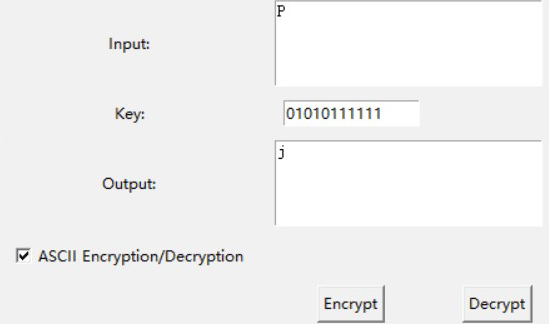 Input:
P
Key:
01010111111
Output:
j
ASCII Encryption/Decryption
Encrypt
Decrypt